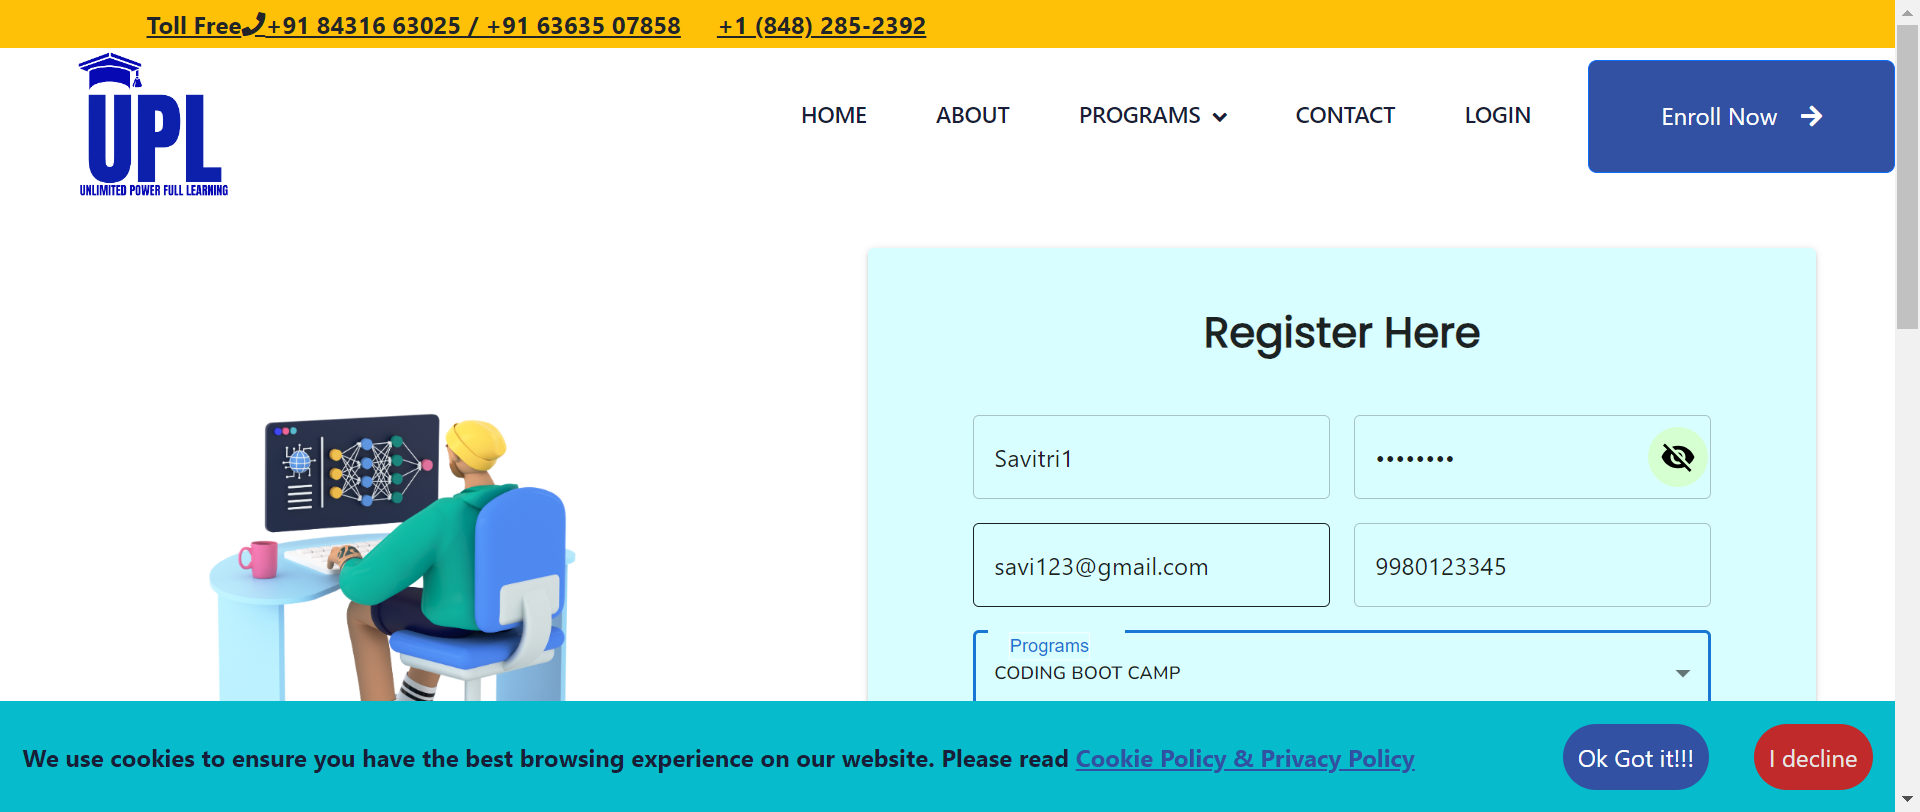 Toll Free +91 84316 63025 / +91 63635 07858 +1 (848) 285-2392
UPL
UNLIMITED POWER FULL LEARNING
HOME ABOUT PROGRAMS CONTACT LOGIN Enroll Now
Register Here
Savitri1 ••••••••
savi123@gmail.com 9980123345
Programs
CODING BOOT CAMP
We use cookies to ensure you have the best browsing experience on our website. Please read Cookie Policy & Privacy Policy Ok Got it!!! I decline